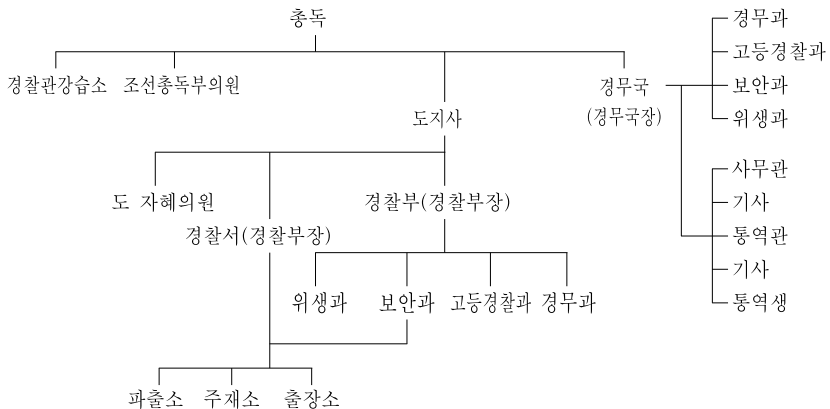 총독
경찰관강습소
조선총독부의원
도지사
경무국
(경무국장)
경무과
고등경찰과
보안과
위생과
사무관
기사
통역관
기사
통역생
도 자혜의원
경찰서(경찰부장)
경찰부(경찰부장)
위생과
보안과
고등경찰과
경무과
파출소
주재소
출장소